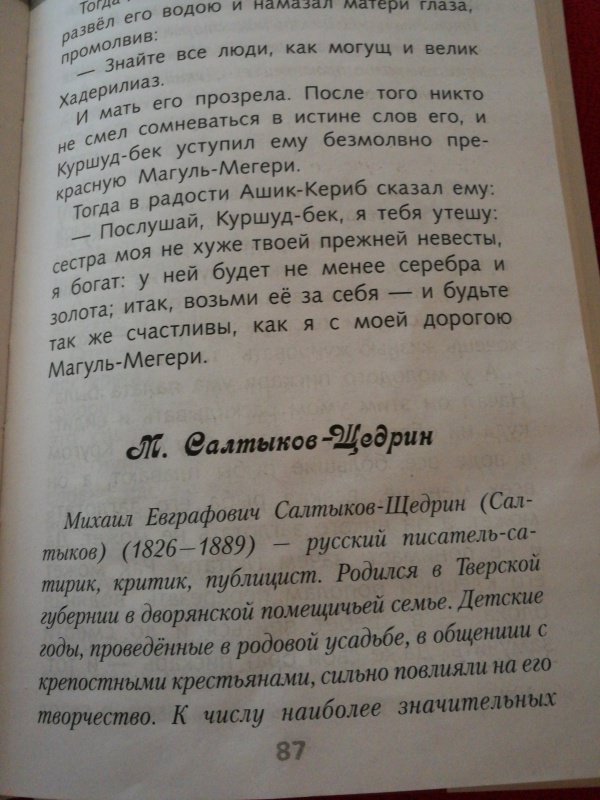 Тогда
развёл его водою и намазал матери глаза,
промолвив:
— Знайте все люди, как могущ и велик
Хадерилиаз.
И мать его прозрела. После того никто
не смел сомневаться в истине слов его, и
Куршуд-бек уступил ему безмолвно пре-
красную Магуль-Мегери.
Тогда в радости Ашик-Кериб сказал ему:
— Послушай, Куршуд-бек, я тебя утешу:
сестра моя не хуже твоей прежней невесты,
я богат: у ней будет не менее серебра и
золота; итак, возьми её за себя — и будьте
так же счастливы, как я с моей дорогою
Магуль-Мегери.
М. Салтыков-Щедрин
Михаил Евграфович Салтыков-Щедрин (Сал-
тыков) (1826—1889) — русский писатель-са-
тирик, критик, публицист. Родился в Тверской
губернии в дворянской помещичьей семье. Детские
годы, проведённые в родовой усадьбе, в общениии с
крепостными крестьянами, сильно повлияли на его
творчество. К числу наиболее значительных
87